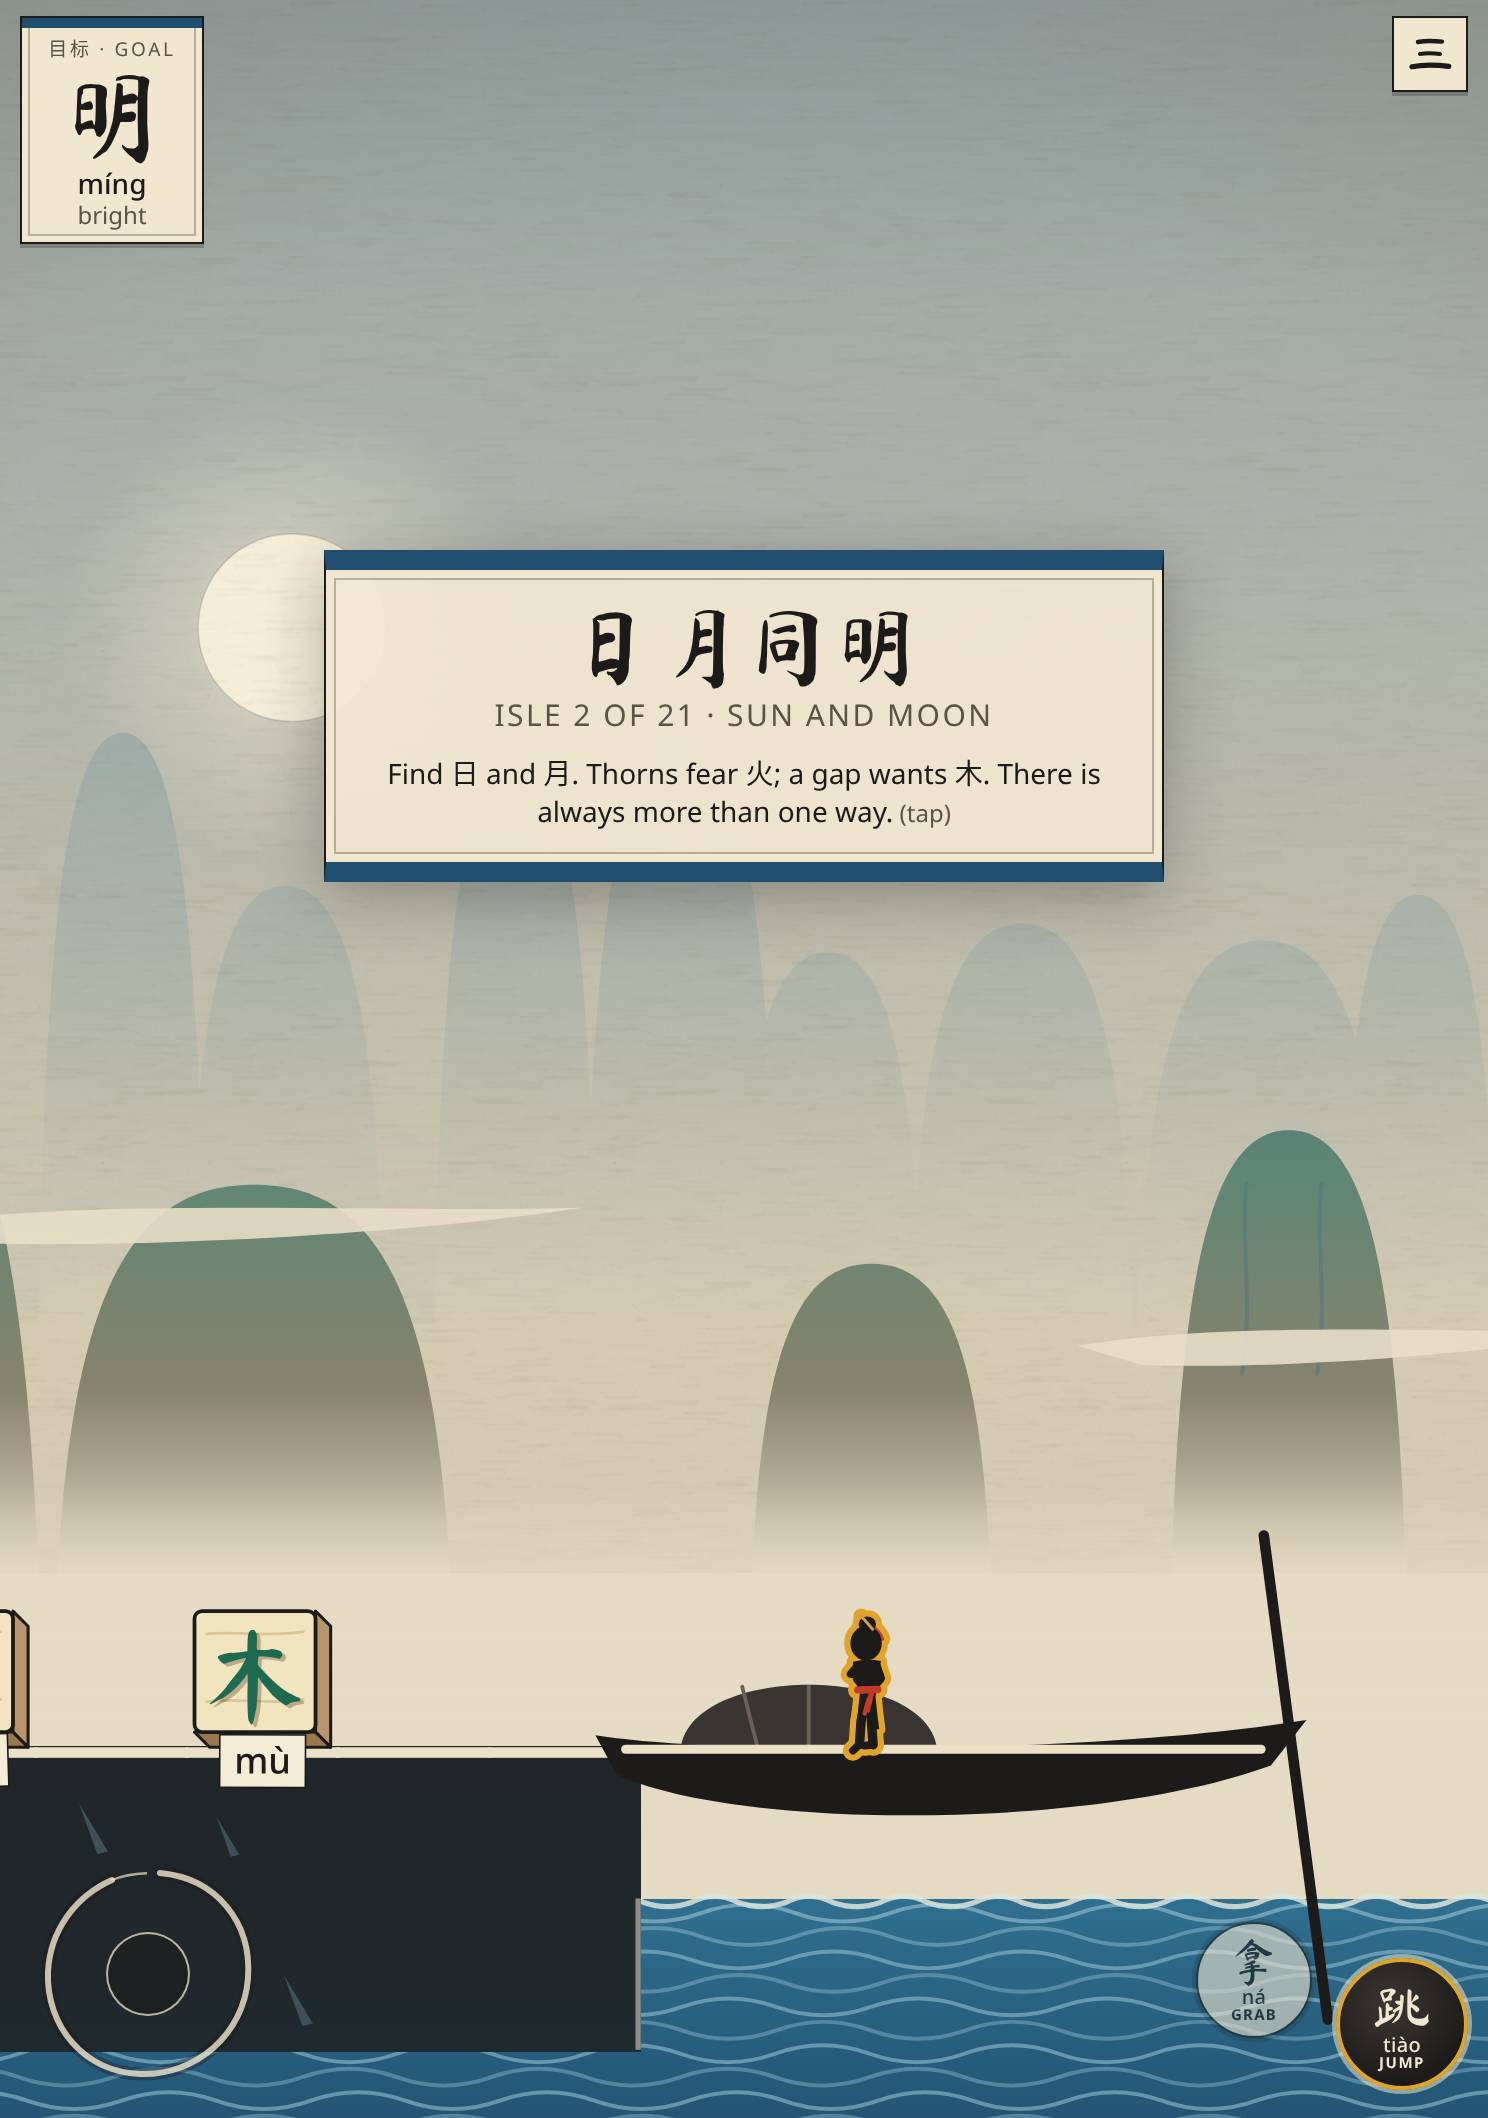 目标 · GOAL
明
míng
bright
三
日月同明
ISLE 2 OF 21 · SUN AND MOON
Find 日 and 月. Thorns fear 火; a gap wants 木. There is
always more than one way. (tap)
木
mù
拿
ná
GRAB
跳
tiào
JUMP